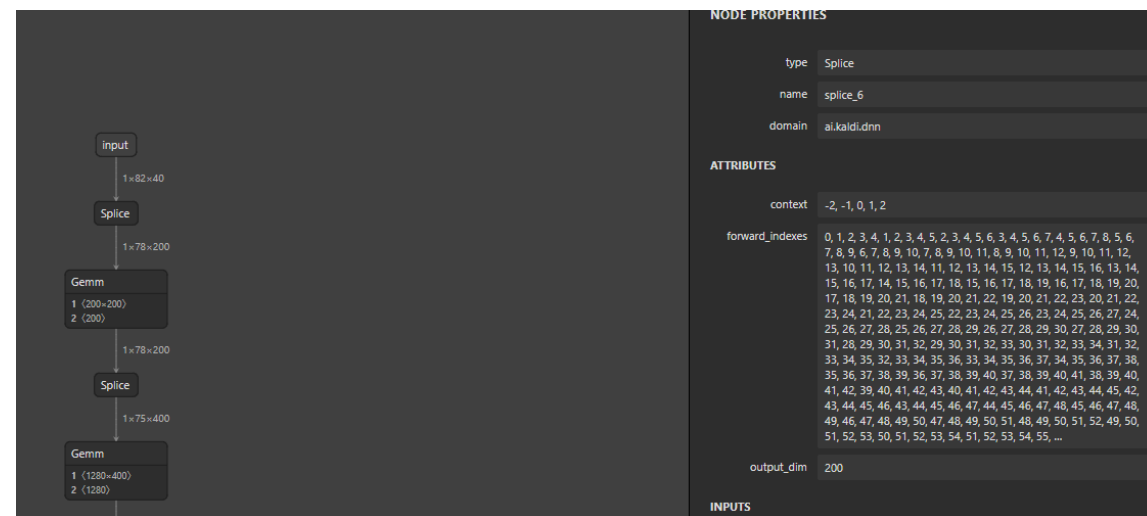 input
1×82×40
Splice
1×78×200
Gemm
1 ⟨200×200⟩
2 ⟨200⟩
1×78×200
Splice
1×75×400
Gemm
1 ⟨1280×400⟩
2 ⟨1280⟩
NODE PROPERTIES
type Splice
name splice_6
domain ai.kaldi.dnn
ATTRIBUTES
context -2, -1, 0, 1, 2
forward_indexes 0, 1, 2, 3, 4, 1, 2, 3, 4, 5, 2, 3, 4, 5, 6, 3, 4, 5, 6, 7, 4, 5, 6, 7, 8, 5, 6,
7, 8, 9, 6, 7, 8, 9, 10, 7, 8, 9, 10, 11, 8, 9, 10, 11, 12, 9, 10, 11, 12,
13, 10, 11, 12, 13, 14, 11, 12, 13, 14, 15, 12, 13, 14, 15, 16, 13, 14,
15, 16, 17, 14, 15, 16, 17, 18, 15, 16, 17, 18, 19, 16, 17, 18, 19, 20,
17, 18, 19, 20, 21, 18, 19, 20, 21, 22, 19, 20, 21, 22, 23, 20, 21, 22,
23, 24, 21, 22, 23, 24, 25, 22, 23, 24, 25, 26, 23, 24, 25, 26, 27, 24,
25, 26, 27, 28, 25, 26, 27, 28, 29, 26, 27, 28, 29, 30, 27, 28, 29, 30,
31, 28, 29, 30, 31, 32, 29, 30, 31, 32, 33, 30, 31, 32, 33, 34, 31, 32,
33, 34, 35, 32, 33, 34, 35, 36, 33, 34, 35, 36, 37, 34, 35, 36, 37, 38,
35, 36, 37, 38, 39, 36, 37, 38, 39, 40, 37, 38, 39, 40, 41, 38, 39, 40,
41, 42, 39, 40, 41, 42, 43, 40, 41, 42, 43, 44, 41, 42, 43, 44, 45, 42,
43, 44, 45, 46, 43, 44, 45, 46, 47, 44, 45, 46, 47, 48, 45, 46, 47, 48,
49, 46, 47, 48, 49, 50, 47, 48, 49, 50, 51, 48, 49, 50, 51, 52, 49, 50,
51, 52, 53, 50, 51, 52, 53, 54, 51, 52, 53, 54, 55, ...
output_dim 200
INPUTS